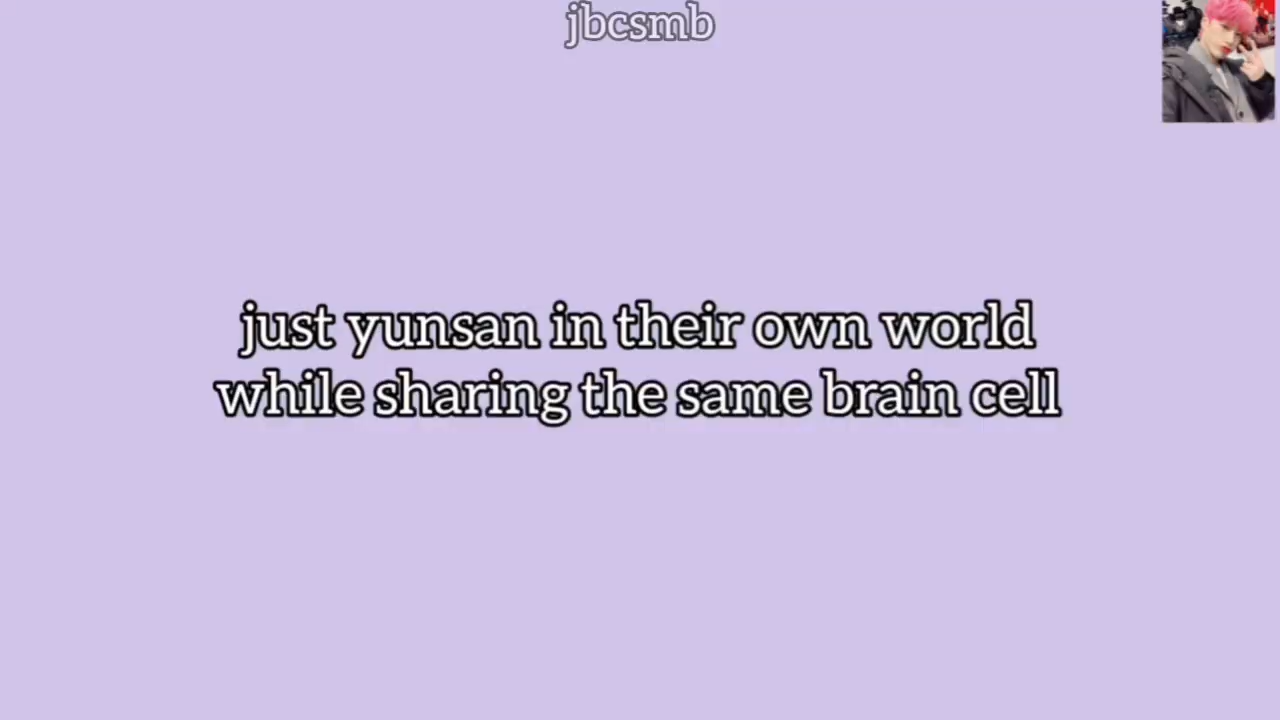 jbcsmb
just yunsan in their own world
while sharing the same brain cell